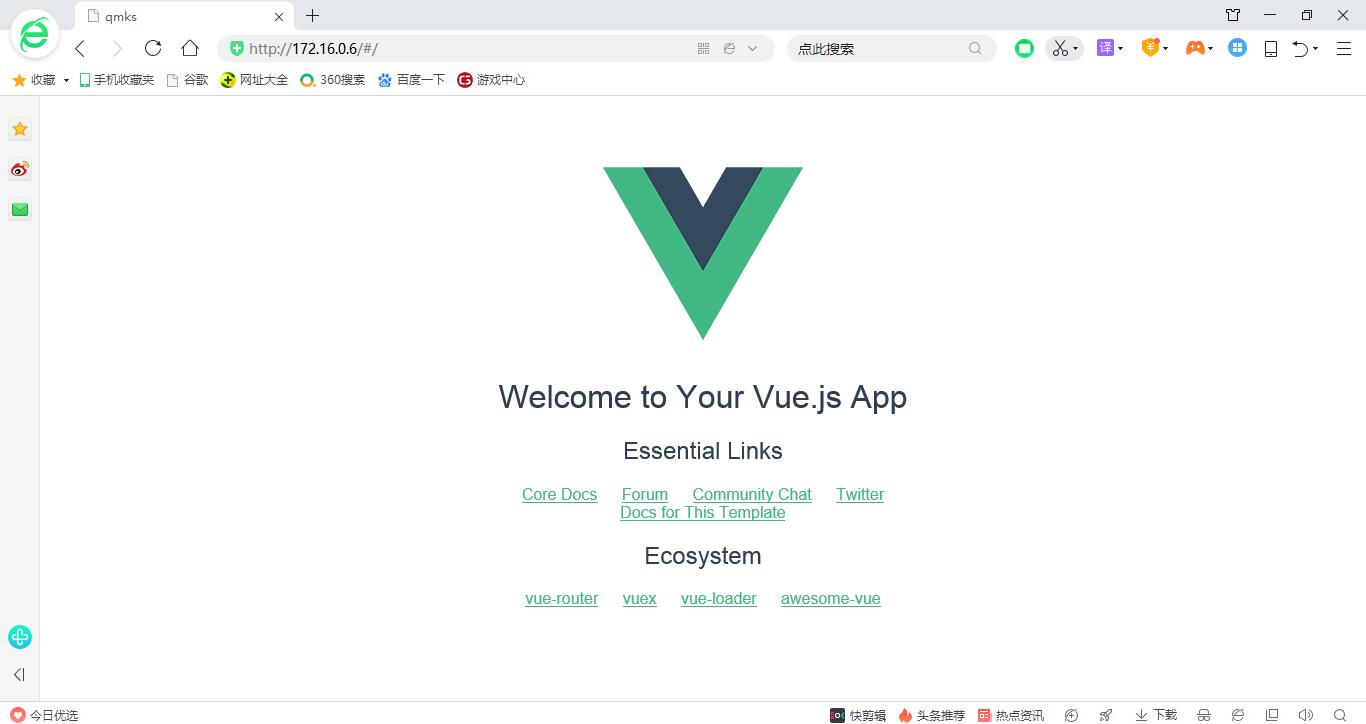 qmks
http://172.16.0.6/#/
点此搜索
译
收藏 手机收藏夹 谷歌 网址大全 360搜索 百度一下 游戏中心
Welcome to Your Vue.js App
Essential Links
Core Docs Forum Community Chat Twitter
Docs for This Template
Ecosystem
vue-router vuex vue-loader awesome-vue
今日优选 快剪辑 头条推荐 热点资讯 下载